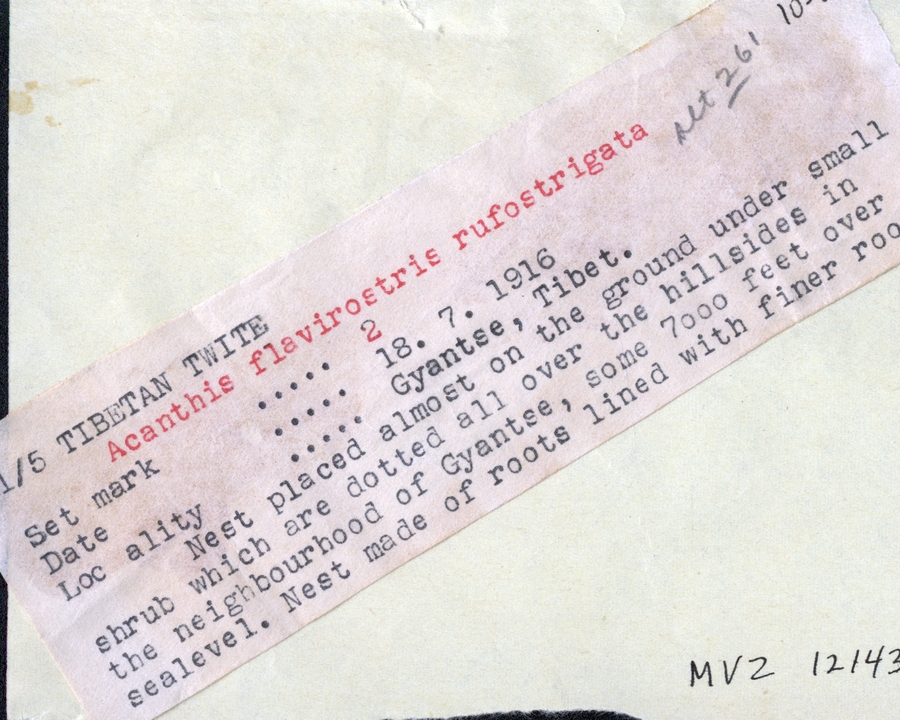 set 261
1/5 TIBETAN TWITE
Acanthis flavirostris rufostrigata
Set mark ..... 2
Date ..... 18. 7. 1916
Loc ality ..... Gyantse, Tibet.
Nest placed almost on the ground under small
shrub which are dotted all over the hillsides in
the neighbourhood of Gyantse, some 7000 feet over
sealevel. Nest made of roots lined with finer
MVZ